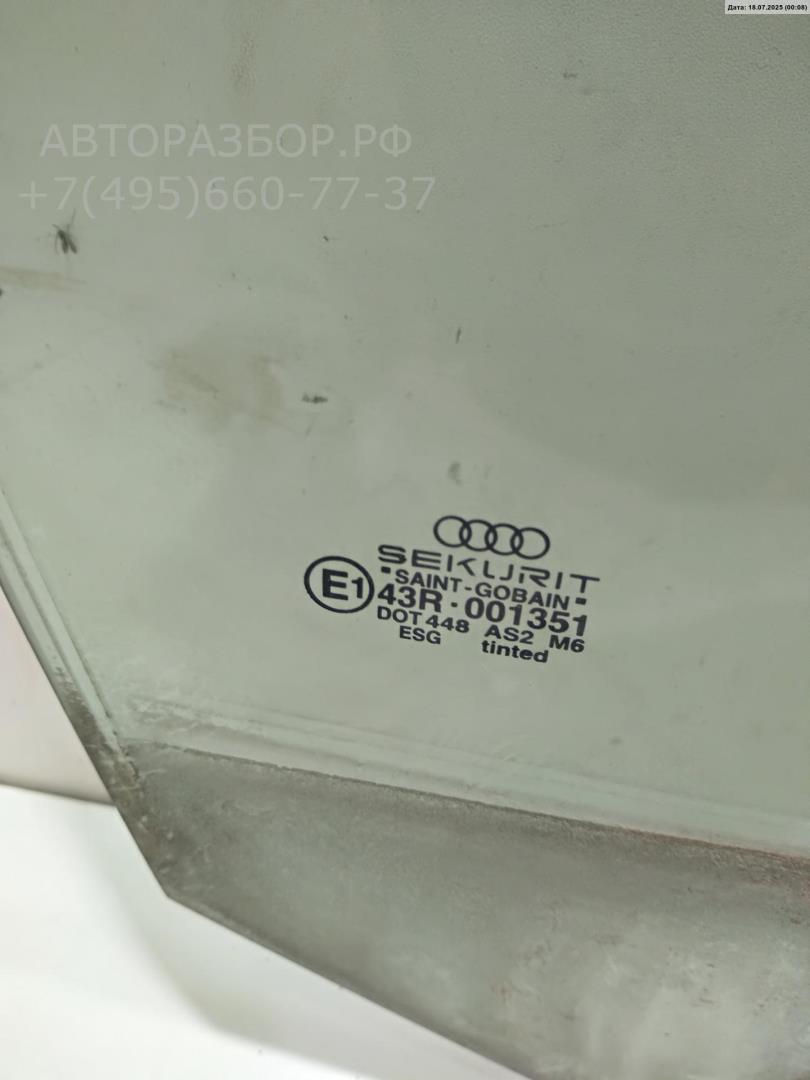 Дата: 18.07.2025 (00:08)
АВТОРАЗБОР.РФ
+7(495)660-77-37
SEKURIT
"SAINT-GOBAIN"
E1 43R-001351
DOT 448 AS2 M6
ESG tinted